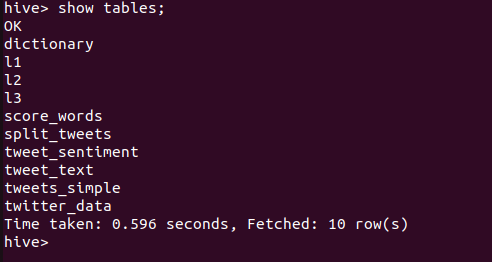 hive> show tables;
OK
dictionary
l1
l2
l3
score_words
split_tweets
tweet_sentiment
tweet_text
tweets_simple
twitter_data
Time taken: 0.596 seconds, Fetched: 10 row(s)
hive>